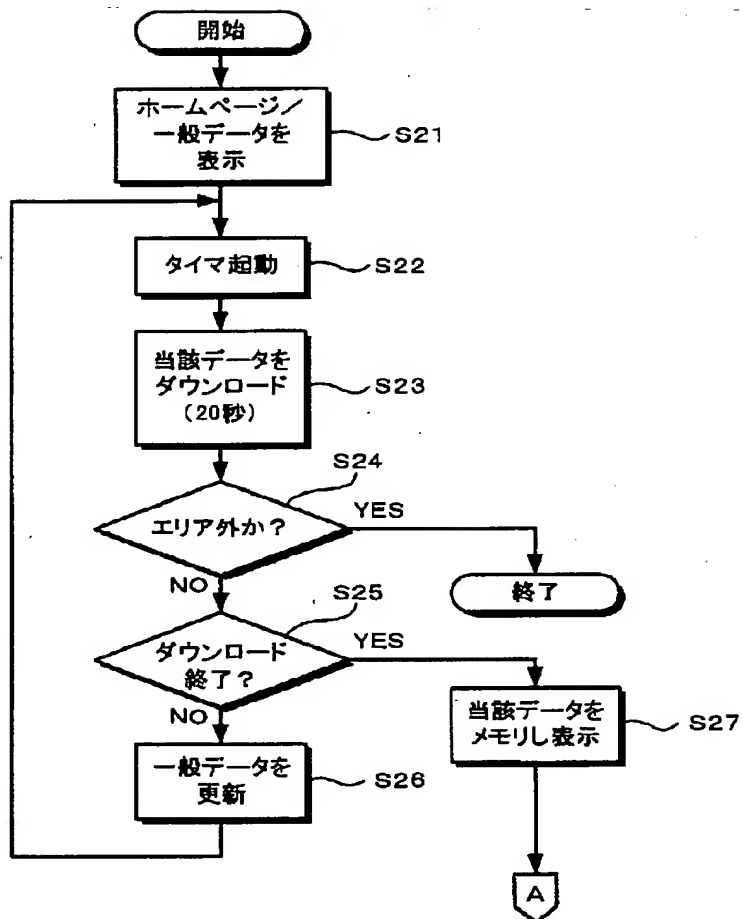 開始
ホームページ／
一般データを
表示
S21
タイマ起動
S22
当該データを
ダウンロード
(20秒)
S23
S24
エリア外か？
YES
NO
終了
S25
ダウンロード
終了？
YES
NO
当該データを
メモリし表示
S27
一般データを
更新
S26
A